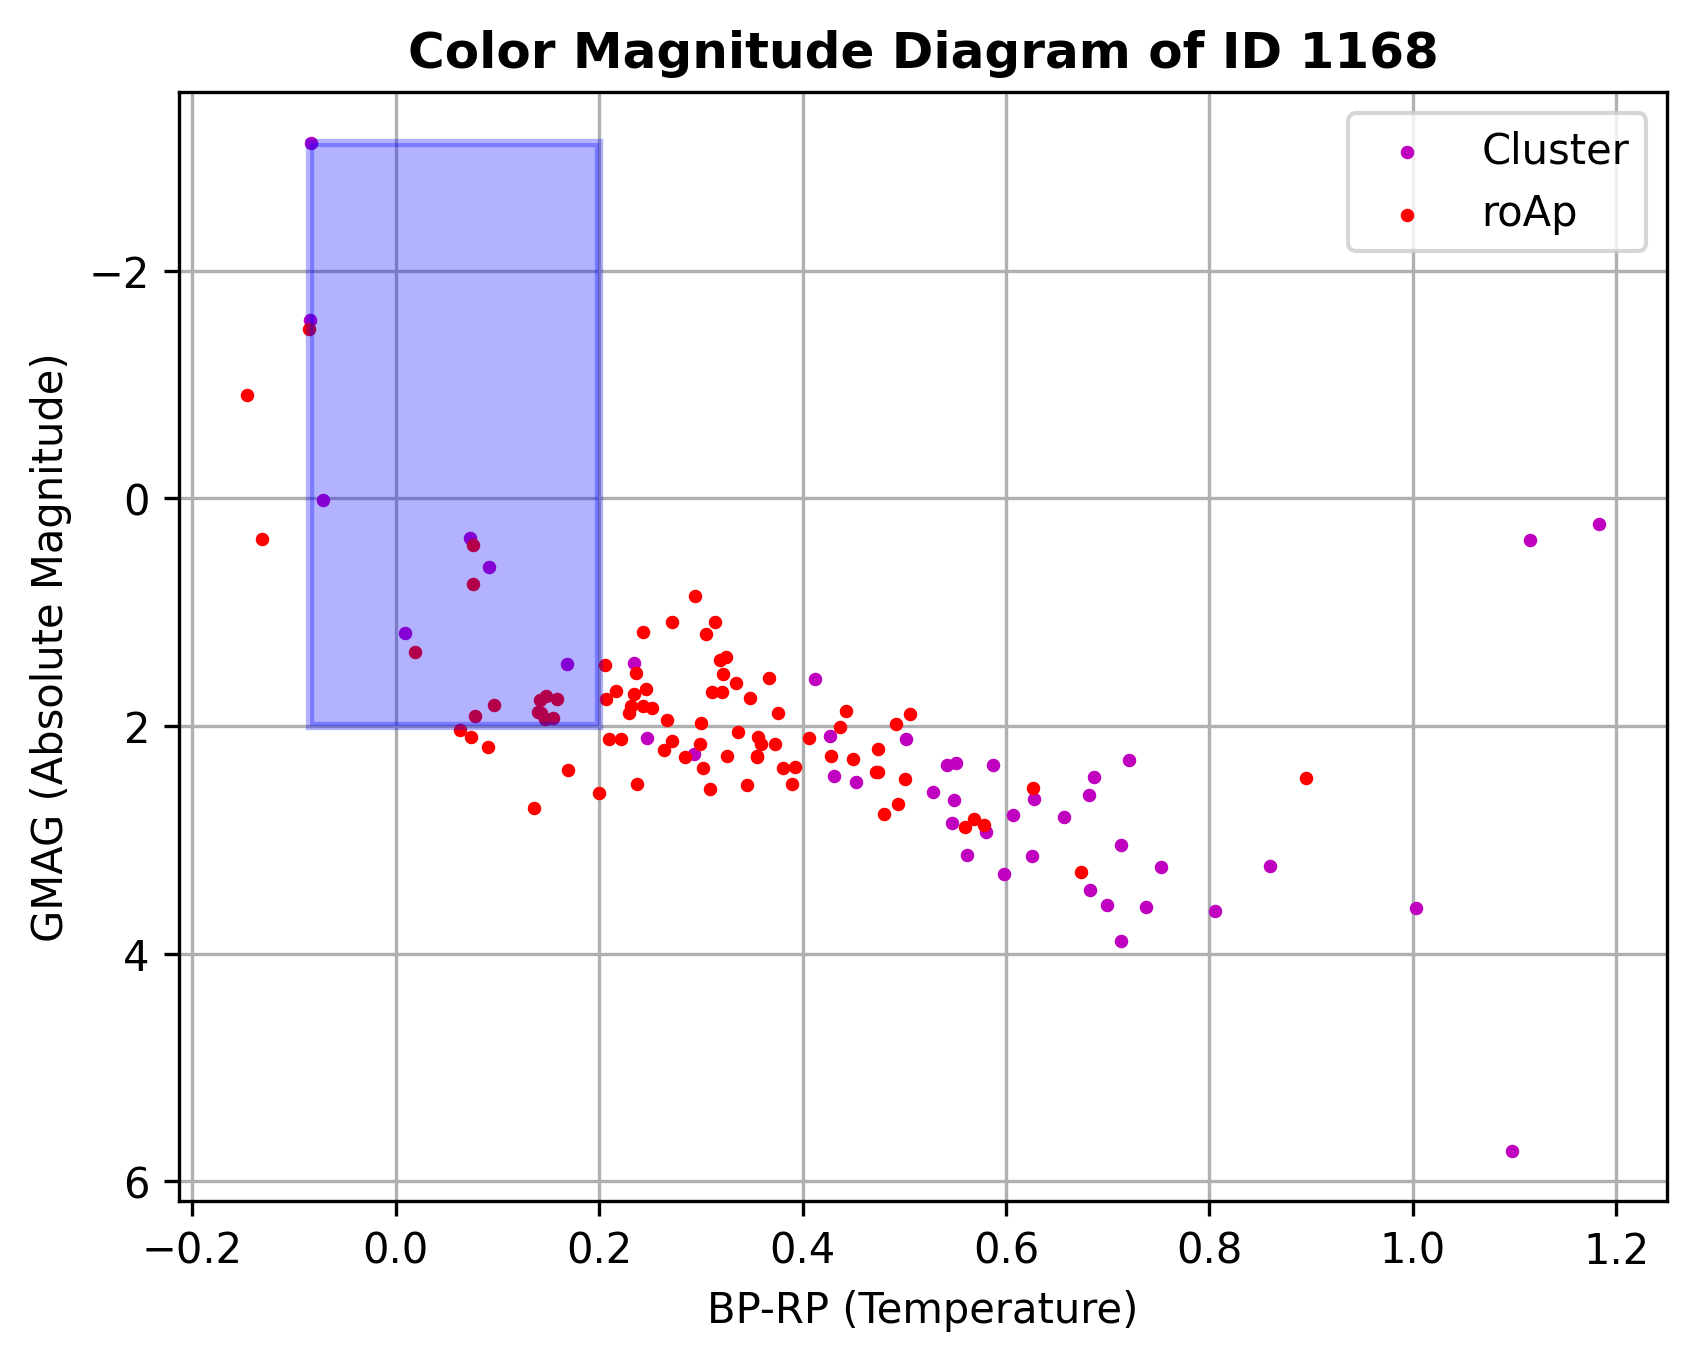 Color Magnitude Diagram of ID 1168
Cluster
roAp
−2
0
2
4
6
GMAG (Absolute Magnitude)
−0.2 0.0 0.2 0.4 0.6 0.8 1.0 1.2
BP-RP (Temperature)